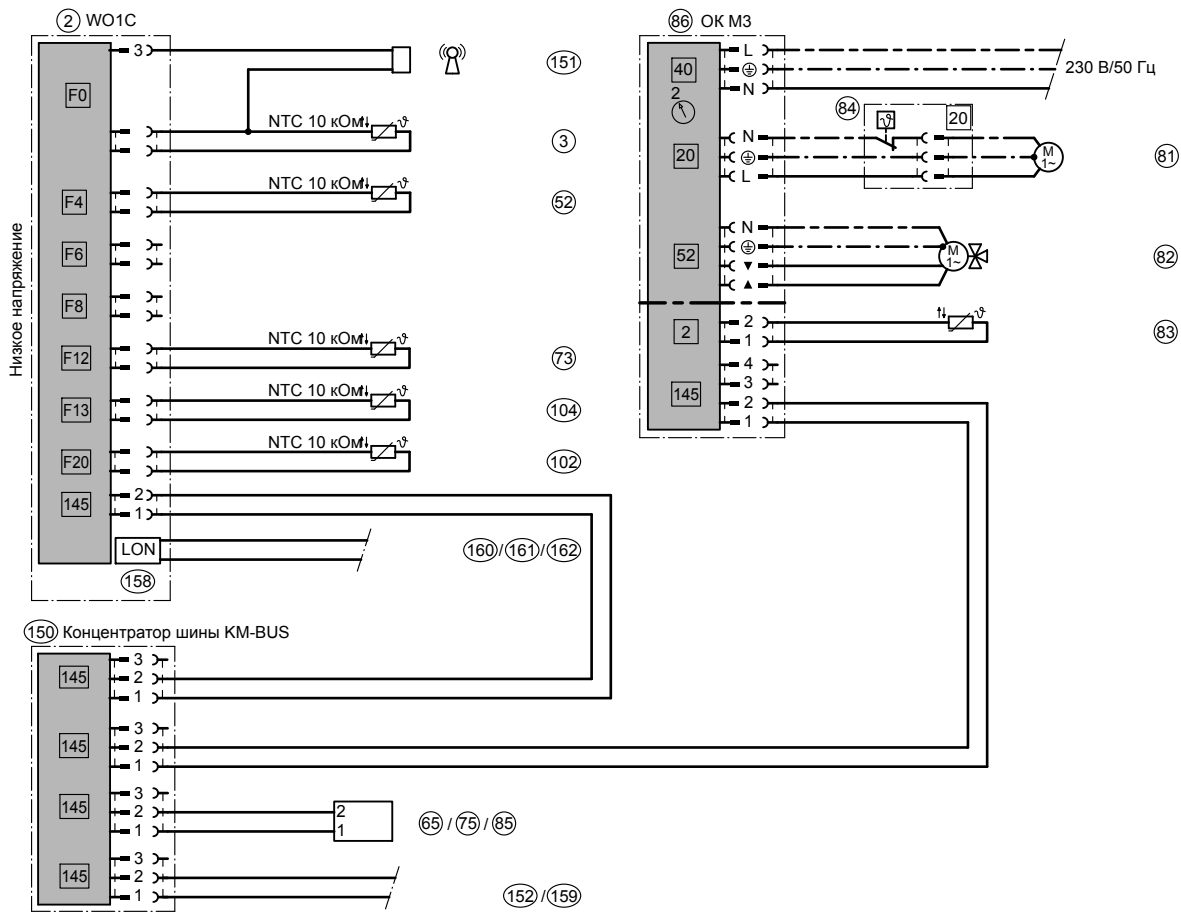 2 WO1C
Низкое напряжение
F0
3
151
NTC 10 кОм ϑ
3
F4
NTC 10 кОм ϑ
52
F6
F8
F12
NTC 10 кОм ϑ
73
F13
NTC 10 кОм ϑ
104
F20
NTC 10 кОм ϑ
102
145
2
1
LON
160/161/162
158
150 Концентратор шины KM-BUS
145
3
2
1
145
3
2
1
145
3
2
1
2
1
65 / 75 / 85
145
3
2
1
152 /159
86 ОК М3
40
2
L
N
230 В/50 Гц
20
N
L
84
ϑ
20
M
1~
81
52
N
▼
▲
M
1~
82
2
2
1
ϑ
83
145
4
3
2
1